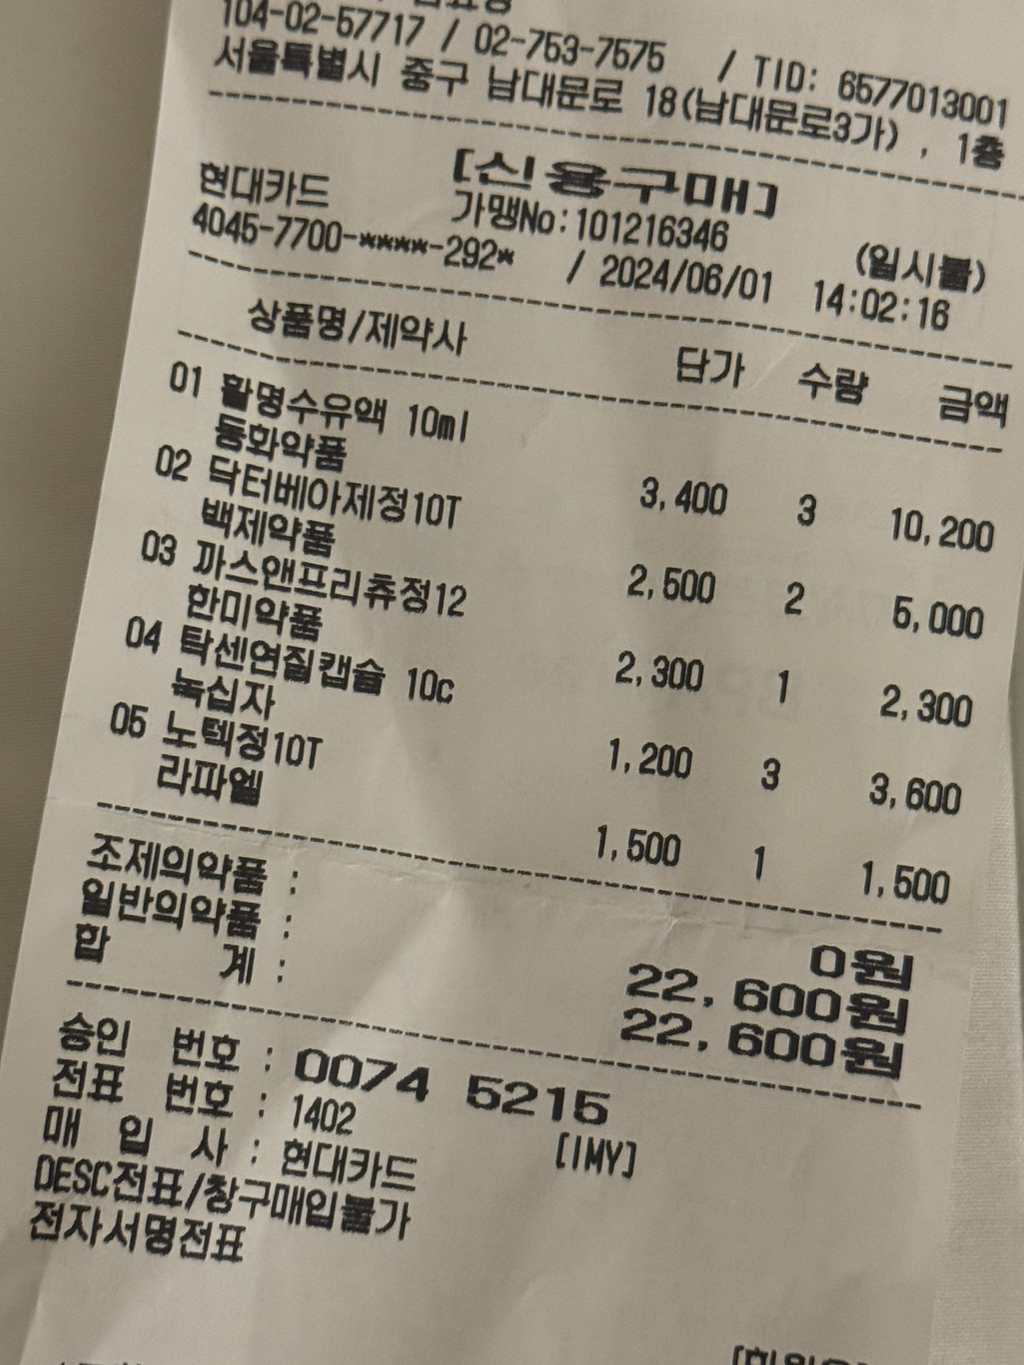 104-02-57717 / 02-753-7575 / TID: 6577013001
서울특별시 중구 남대문로 18(남대문로3가) , 1층
[신용구매]
현대카드 가맹No:101216346 (일시불)
4045-7700-****-292* / 2024/06/01 14:02:16
상품명/제약사 단가 수량 금액
01 활명수유액 10ml
동화약품 3,400 3 10,200
02 닥터베아제정10T
백제약품 2,500 2 5,000
03 까스앤프리츄정12
한미약품 2,300 1 2,300
04 탁센연질캡슐 10c
녹십자 1,200 3 3,600
05 노텍정10T
라파엘 1,500 1 1,500
조제의약품 : 0원
일반의약품 : 22,600원
합 계 : 22,600원
승인 번호 : 0074 5215
전표 번호 : 1402
매 입 사 : 현대카드 [IMY]
DESC전표/창구매입불가
전자서명전표